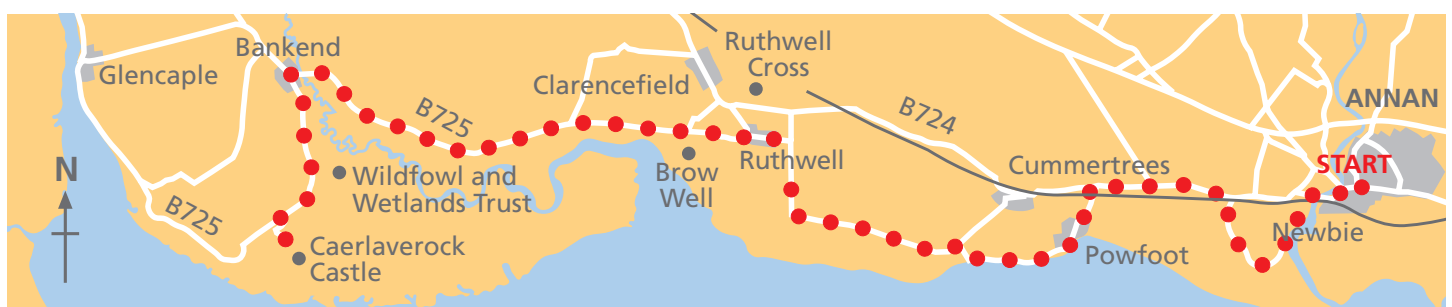 Glencaple
Bankend
Clarencefield
Ruthwell
Cross
B725
B724
ANNAN
START
Cummertrees
Ruthwell
Brow
Well
Wildfowl and
Wetlands Trust
N
B725
Caerlaverock
Castle
Powfoot
Newbie